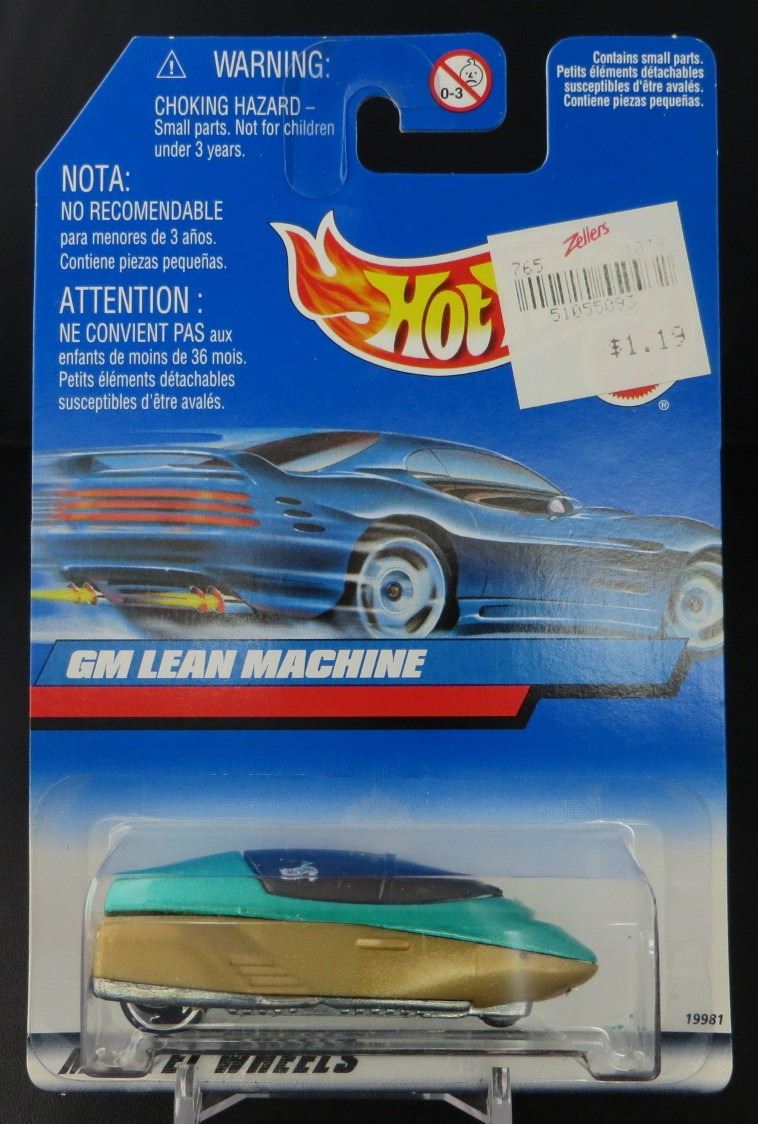 WARNING:
CHOKING HAZARD –
Small parts. Not for children
under 3 years.
0-3
Contains small parts.
Petits éléments détachables
susceptibles d'être avalés.
Contiene piezas pequeñas.
NOTA:
NO RECOMENDABLE
para menores de 3 años.
Contiene piezas pequeñas.
ATTENTION :
NE CONVIENT PAS aux
enfants de moins de 36 mois.
Petits éléments détachables
susceptibles d'être avalés.
Hot
Zellers
765
51055093
$1.19
®
GM LEAN MACHINE
19981
WHEELS